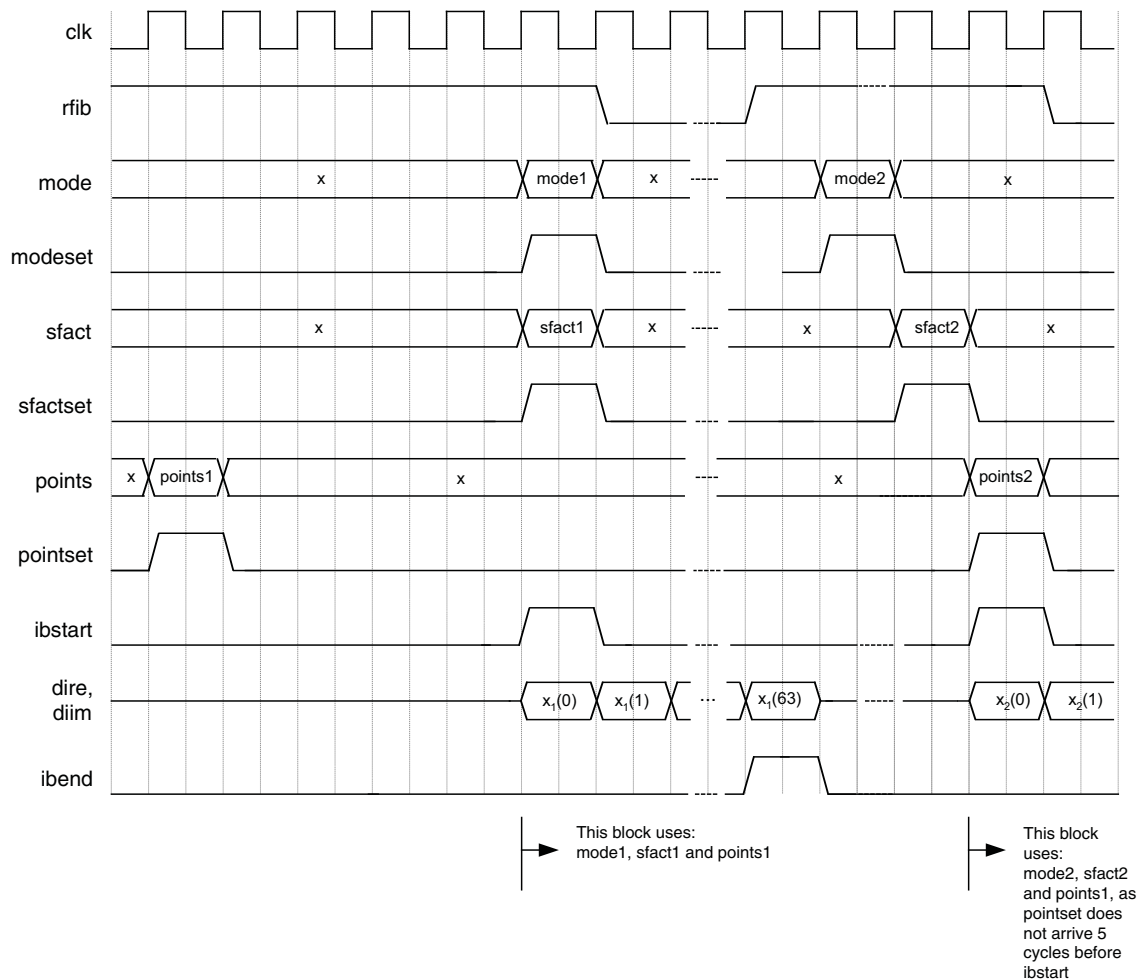 clk
rfib
mode
x
mode1
x
mode2
x
modeset
sfact
x
sfact1
x
x
sfact2
x
sfactset
points
x
points1
x
x
points2
pointset
ibstart
dire,
diim
x₁(0)
x₁(1)
...
x₁(63)
x₂(0)
x₂(1)
ibend
This block uses:
mode1, sfact1 and points1
This block
uses:
mode2, sfact2
and points1, as
pointset does
not arrive 5
cycles before
ibstart